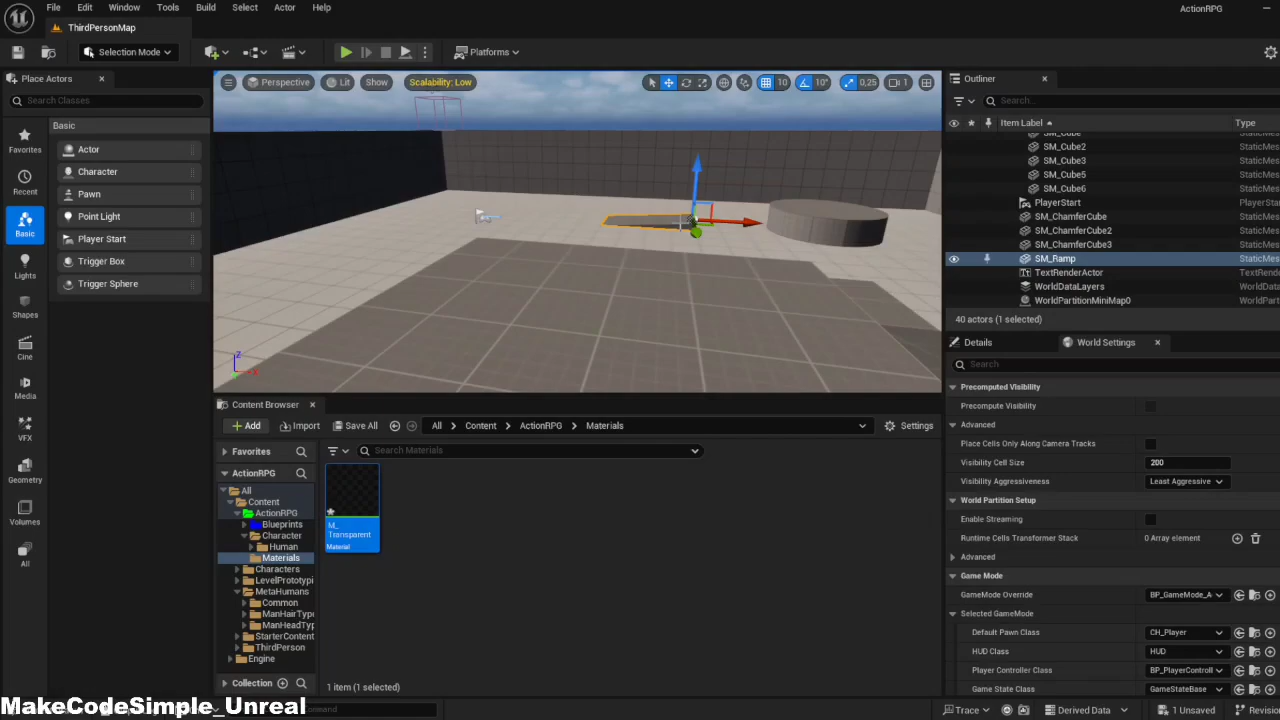 File Edit Window Tools Build Select Actor Help
ActionRPG
ThirdPersonMap
Selection Mode
Platforms
Place Actors
Search Classes
Favorites
Recent
Basic
Lights
Shapes
Cine
Media
VFX
Geometry
Volumes
All
Basic
Actor
Character
Pawn
Point Light
Player Start
Trigger Box
Trigger Sphere
Perspective Lit Show Scalability: Low
10 10° 0,25 1
Z
X
Outliner
Search...
Item Label Type
SM_Cube StaticMes
SM_Cube2 StaticMes
SM_Cube3 StaticMes
SM_Cube5 StaticMes
SM_Cube6 StaticMes
PlayerStart PlayerSta
SM_ChamferCube StaticMes
SM_ChamferCube2 StaticMes
SM_ChamferCube3 StaticMes
SM_Ramp StaticMes
TextRenderActor TextRende
WorldDataLayers WorldData
WorldPartitionMiniMap0 WorldParti
40 actors (1 selected)
Details World Settings
Search
Precomputed Visibility
Precompute Visibility
Advanced
Place Cells Only Along Camera Tracks
Visibility Cell Size 200
Visibility Aggressiveness Least Aggressive
World Partition Setup
Enable Streaming
Runtime Cells Transformer Stack 0 Array element
Advanced
Game Mode
GameMode Override BP_GameMode_A
Selected GameMode
Default Pawn Class CH_Player
HUD Class HUD
Player Controller Class BP_PlayerControll
Game State Class GameStateBase
Content Browser
Add Import Save All All Content ActionRPG Materials Settings
Favorites
Search Materials
ActionRPG
All
Content
ActionRPG
Blueprints
Character
Human
Materials
Characters
LevelPrototypi
MetaHumans
Common
ManHairType
ManHeadTyp
StarterContent
ThirdPerson
Engine
Collection
M_
Transparent
Material
1 item (1 selected)
MakeCodeSimple_Unreal
Trace Derived Data 1 Unsaved Revisio